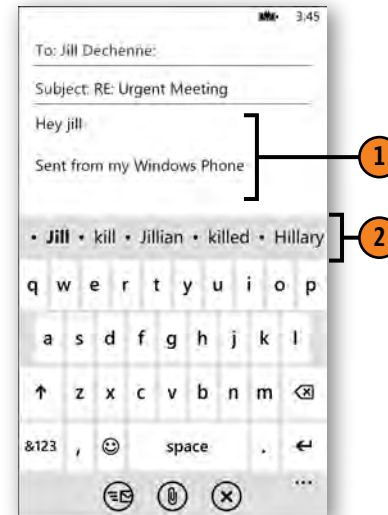 3:45
To: Jill Dechenne:
Subject: RE: Urgent Meeting
Hey jill
1
Sent from my Windows Phone
• Jill • kill • Jillian • killed • Hillary
2
q w e r t y u i o p
a s d f g h j k l
z x c v b n m
&123 , space .
...